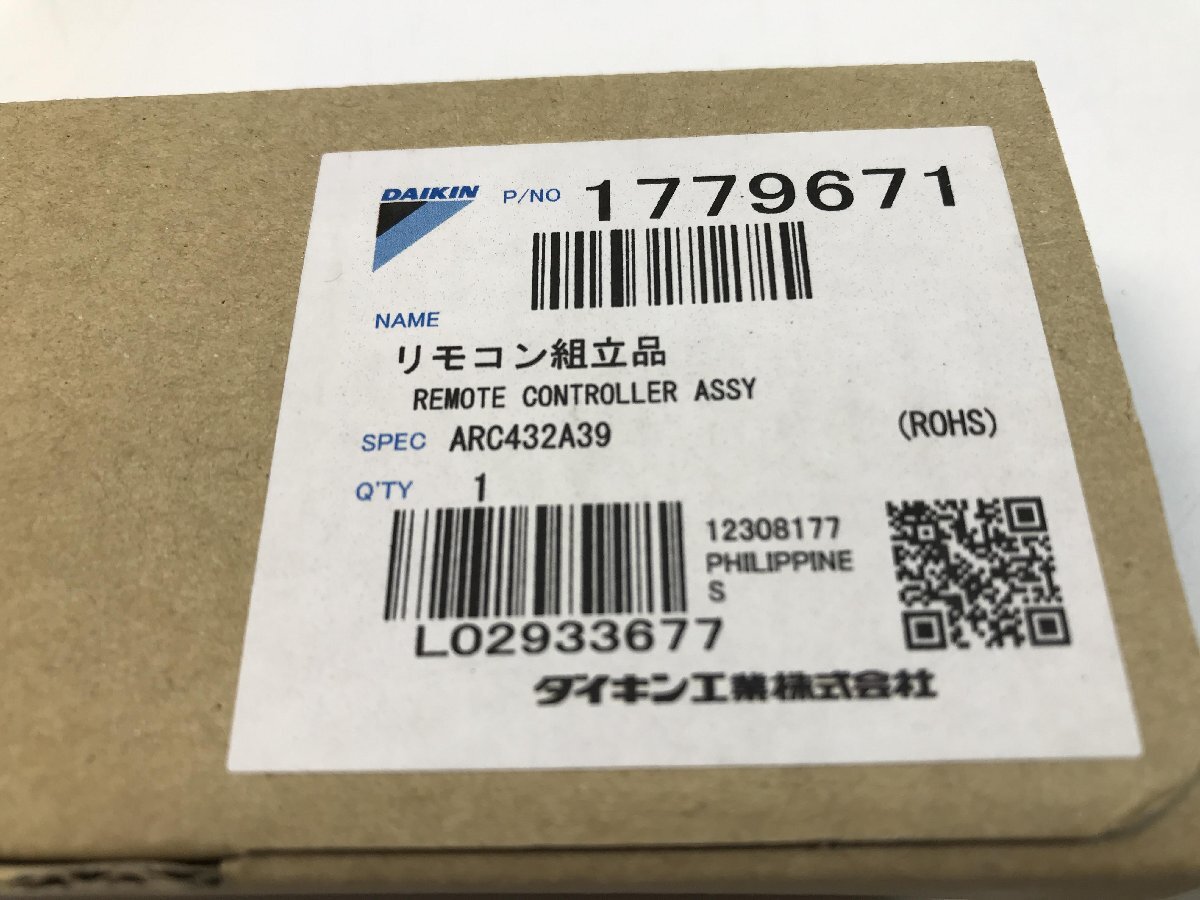 DAIKIN P/NO 1779671
NAME
リモコン組立品
REMOTE CONTROLLER ASSY
SPEC ARC432A39 (ROHS)
Q'TY 1
12308177
PHILIPPINE
S
L02933677
ダイキン工業株式会社